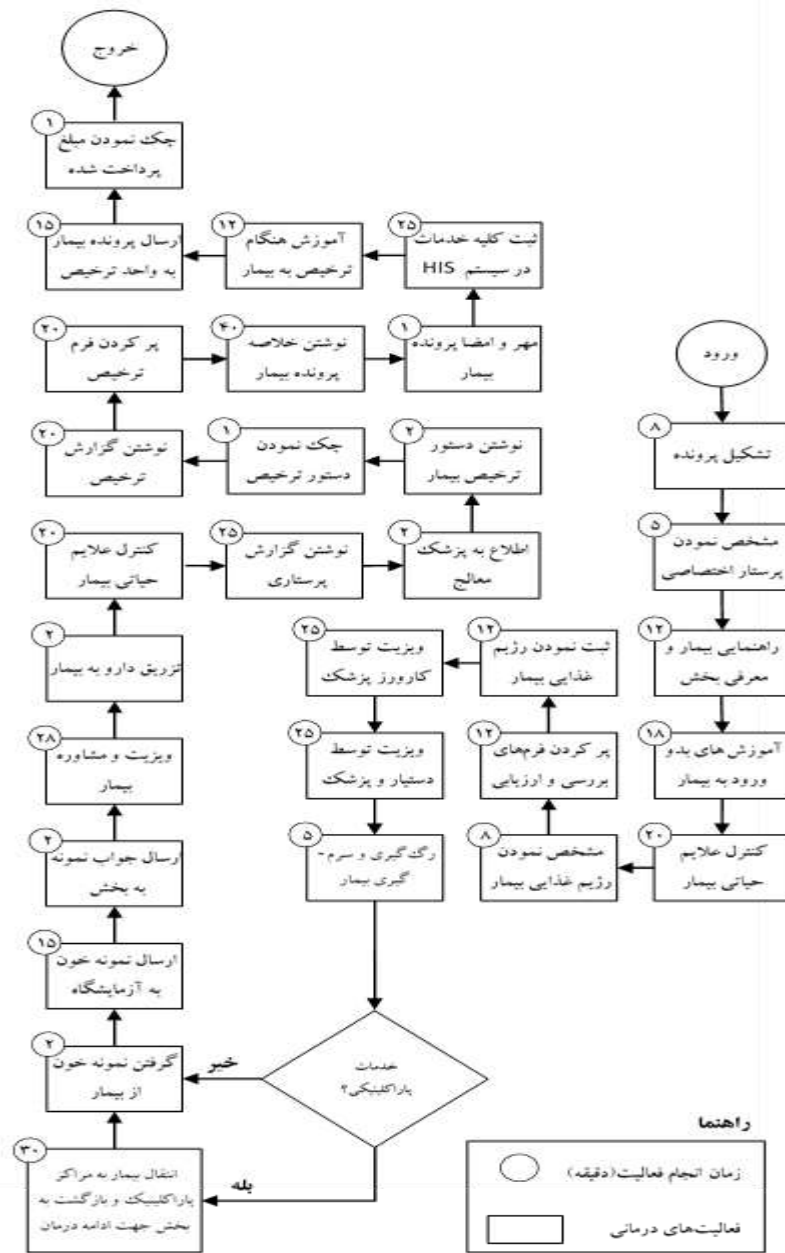 ورود
۸
تشکیل پرونده
۵
مشخص نمودن
پرستار اختصاصی
۱۲
راهنمایی بیمار و
معرفی بخش
۱۸
آموزش های بدو
ورود به بیمار
۲۰
کنترل علایم
حیاتی بیمار
۸
مشخص نمودن
رژیم غذایی بیمار
۱۲
پر کردن فرم‌های
بررسی و ارزیابی
۱۲
ثبت نمودن رژیم
غذایی بیمار
۲۵
ویزیت توسط
کارورز پزشک
۲۵
ویزیت توسط
دستیار و پزشک
۵
رگ‌گیری و سرم-
گیری بیمار
خدمات
پاراکلینیکی؟
خیر
بله
۳۰
انتقال بیمار به مراکز
پاراکلینیک و بازگشت به
بخش جهت ادامه درمان
۲
گرفتن نمونه خون
از بیمار
۱۵
ارسال نمونه خون
به آزمایشگاه
۲
ارسال جواب نمونه
به بخش
۲۸
ویزیت و مشاوره
بیمار
۲
تزریق دارو به بیمار
۲۰
کنترل علایم
حیاتی بیمار
۲۵
نوشتن گزارش
پرستاری
۲
اطلاع به پزشک
معالج
۲
نوشتن دستور
ترخیص بیمار
۱
چک نمودن
دستور ترخیص
۲۰
نوشتن گزارش
ترخیص
۲۰
پر کردن فرم
ترخیص
۴۰
نوشتن خلاصه
پرونده بیمار
۱
مهر و امضا پرونده
بیمار
۲۵
ثبت کلیه خدمات
در سیستم HIS
۱۲
آموزش هنگام
ترخیص به بیمار
۱۵
ارسال پرونده بیمار
به واحد ترخیص
۱
چک نمودن مبلغ
پرداخت شده
خروج
راهنما
زمان انجام فعالیت(دقیقه)
فعالیت‌های درمانی